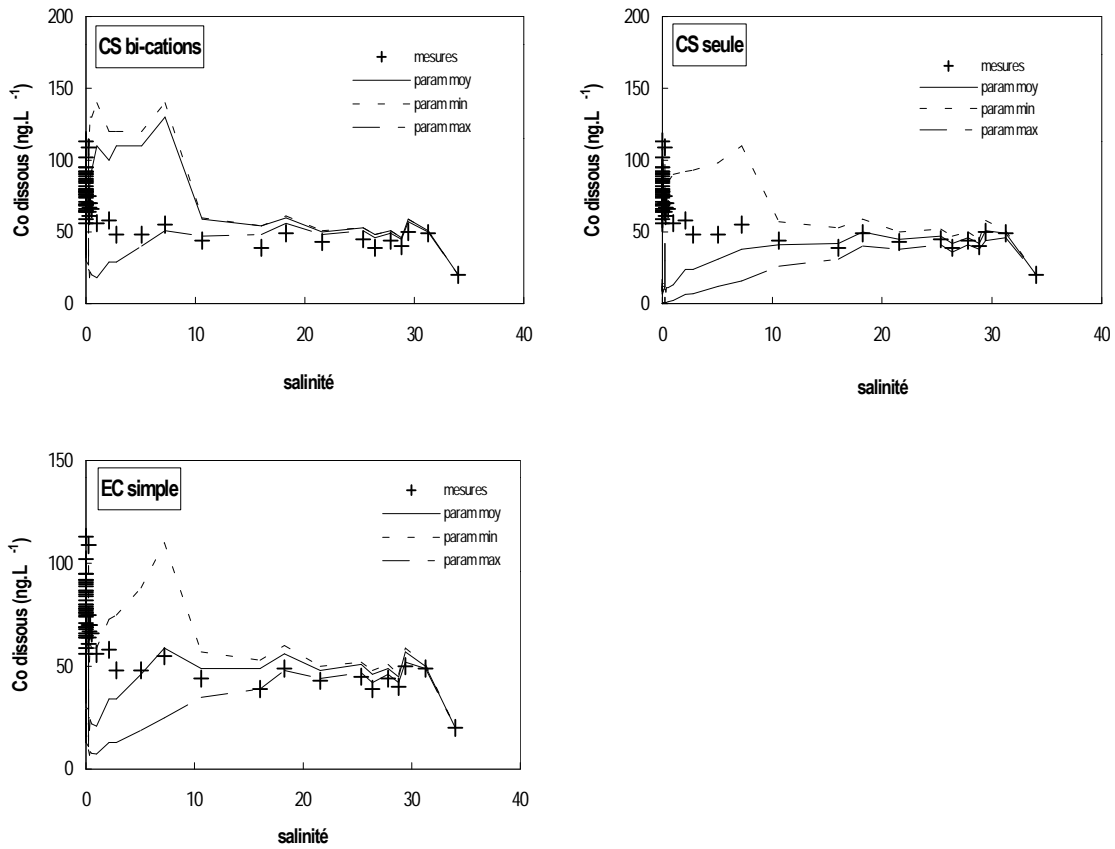 CS bi-cations
200
150
100
50
0
Co dissous (ng.L -1)
mesures
param moy
param min
param max
0 10 20 30 40
salinité
CS seule
200
150
100
50
0
Co dissous (ng.L -1)
mesures
param moy
param min
param max
0 10 20 30 40
salinité
EC simple
150
100
50
0
Co dissous (ng.L -1)
mesures
param moy
param min
param max
0 10 20 30 40
salinité